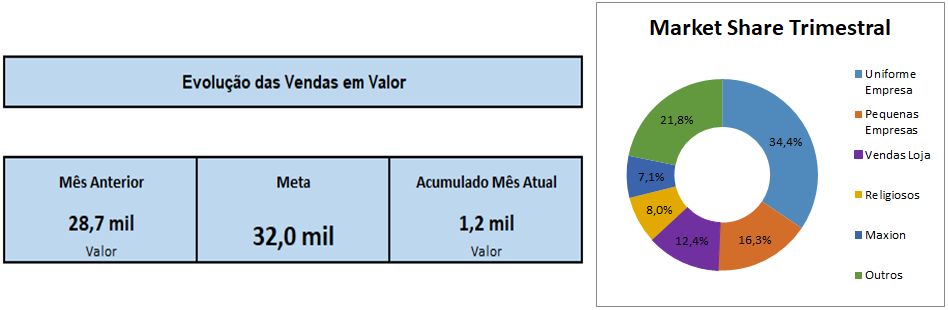 Evolução das Vendas em Valor
Mês Anterior
28,7 mil
Valor
Meta
32,0 mil
Acumulado Mês Atual
1,2 mil
Valor
Market Share Trimestral
21,8%
34,4%
7,1%
8,0%
12,4%
16,3%
Uniforme
Empresa
Pequenas
Empresas
Vendas Loja
Religiosos
Maxion
Outros